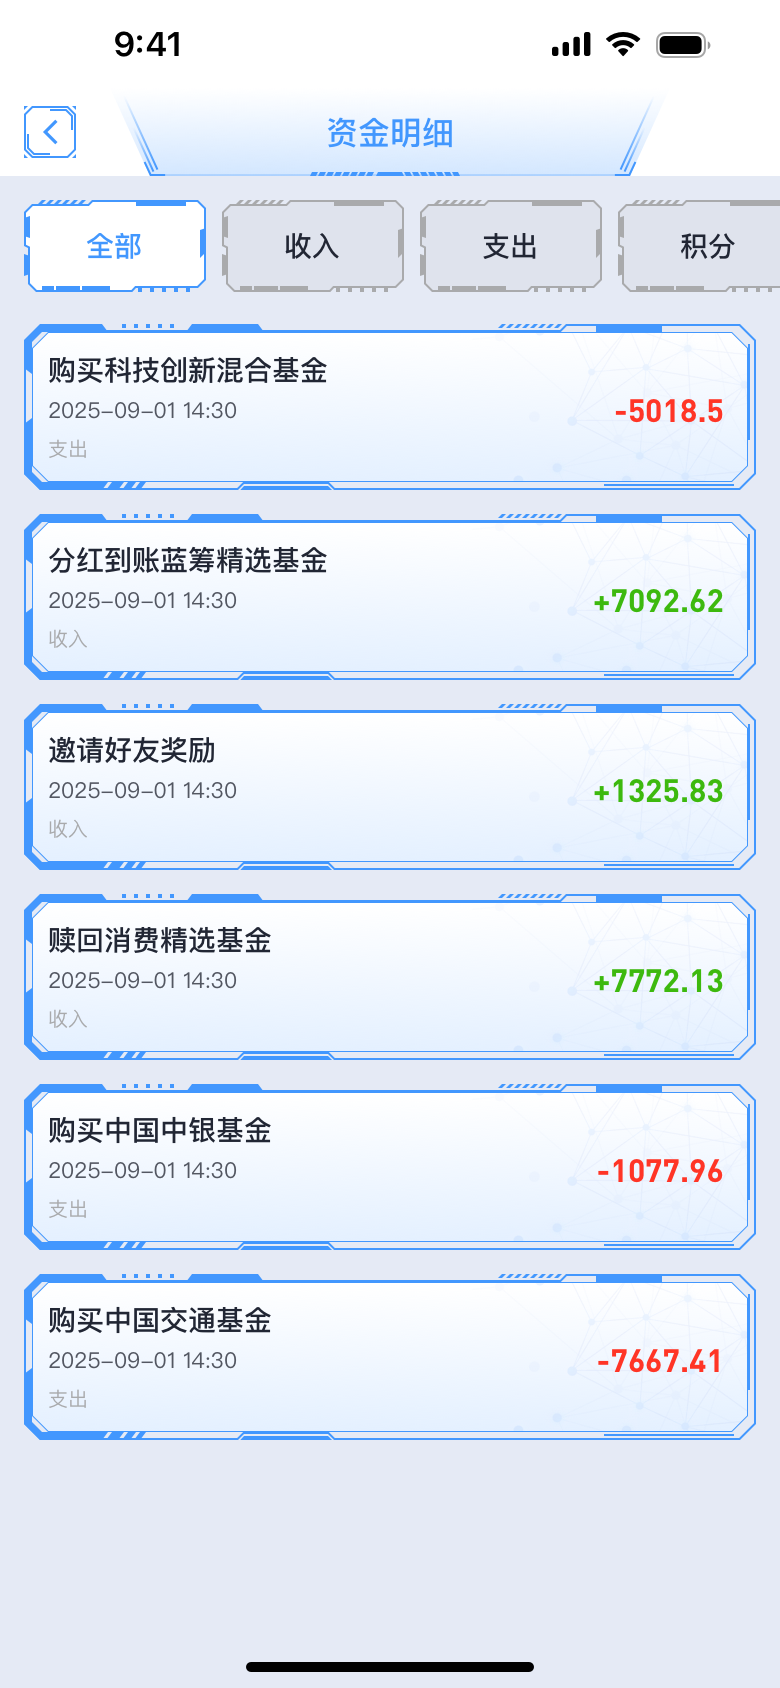 9:41
资金明细
全部
收入
支出
积分
购买科技创新混合基金
2025-09-01 14:30
-5018.5
支出
分红到账蓝筹精选基金
2025-09-01 14:30
+7092.62
收入
邀请好友奖励
2025-09-01 14:30
+1325.83
收入
赎回消费精选基金
2025-09-01 14:30
+7772.13
收入
购买中国中银基金
2025-09-01 14:30
-1077.96
支出
购买中国交通基金
2025-09-01 14:30
-7667.41
支出